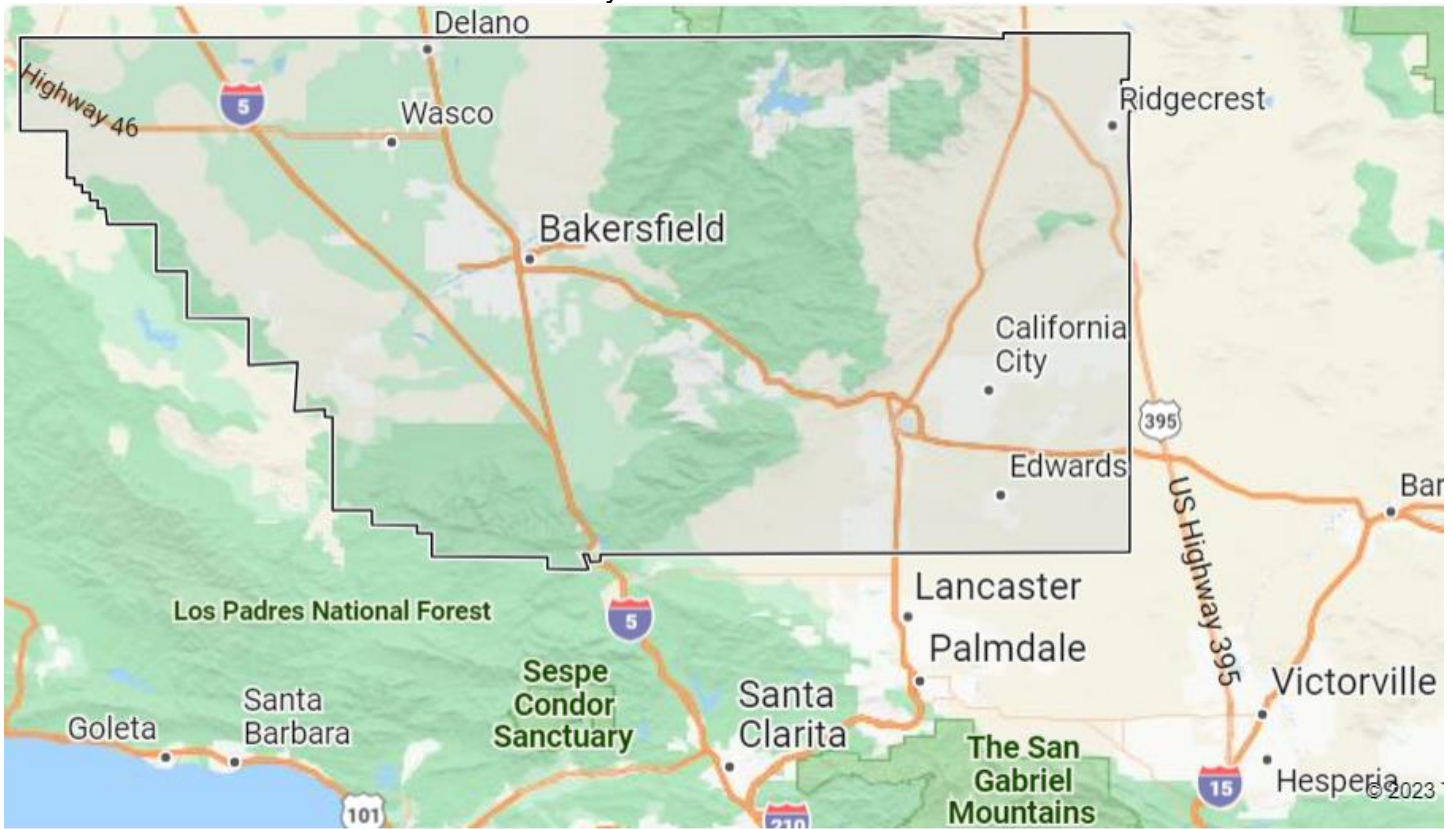 Delano
Highway 46
5
Wasco
Ridgecrest
Bakersfield
California
City
395
Edwards
Bar
US Highway 395
Lancaster
Los Padres National Forest
5
Palmdale
Sespe
Condor
Sanctuary
Santa
Clarita
Victorville
Santa
Barbara
Goleta
The San
Gabriel
Mountains
15
Hesperia
© 2023 T
101
210